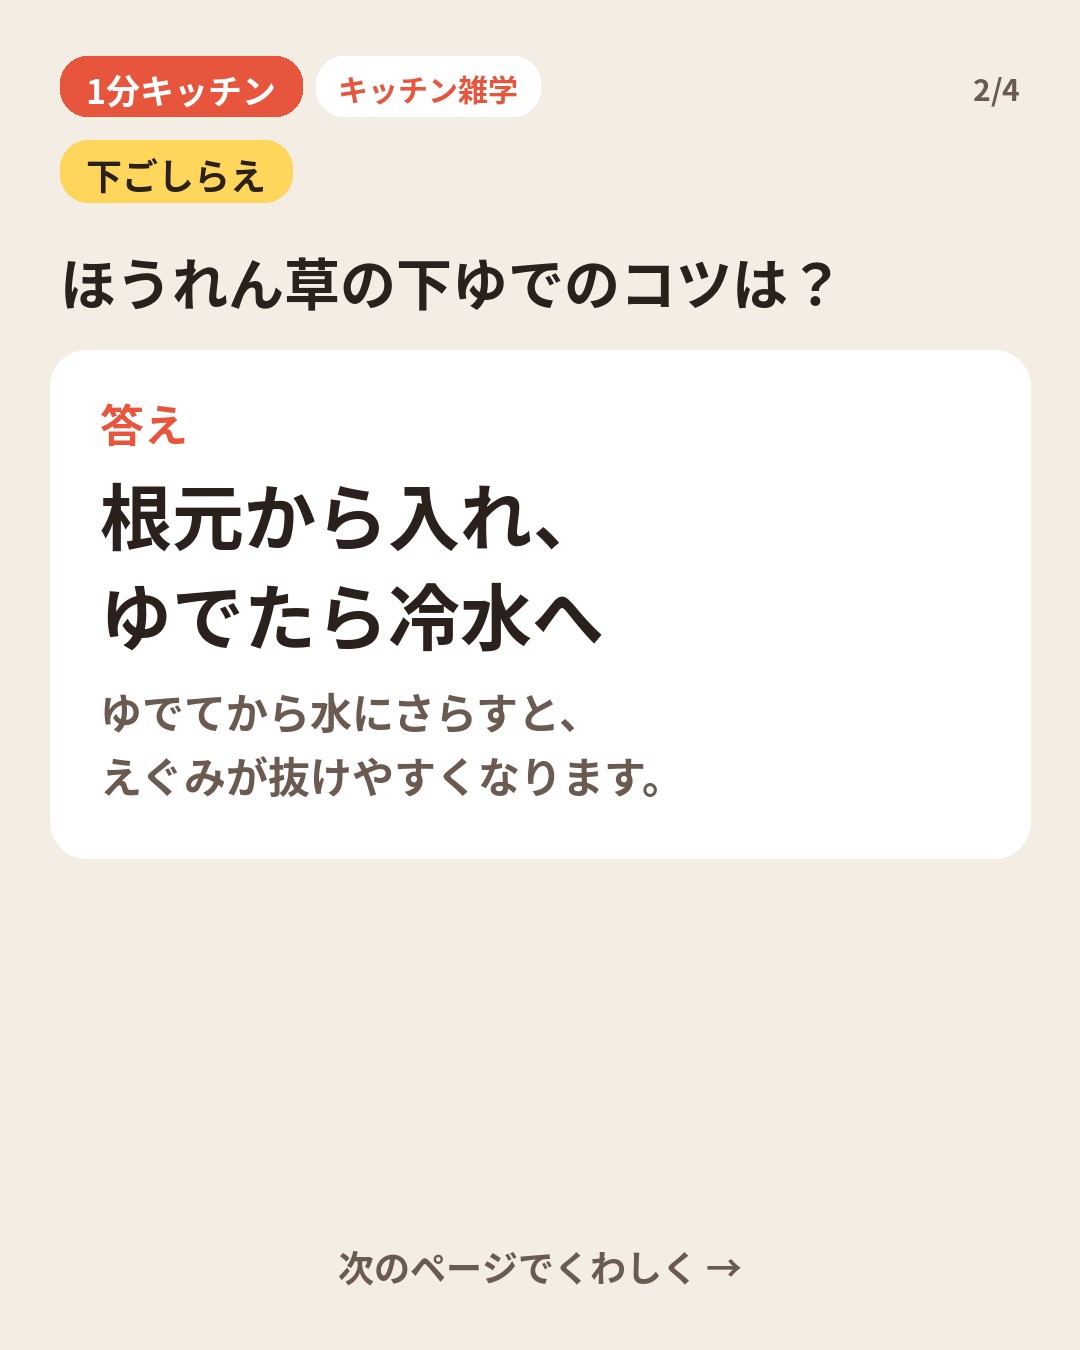 1分キッチン
キッチン雑学
2/4
下ごしらえ
ほうれん草の下ゆでのコツは？
答え
根元から入れ、
ゆでたら冷水へ
ゆでてから水にさらすと、
えぐみが抜けやすくなります。
次のページでくわしく →